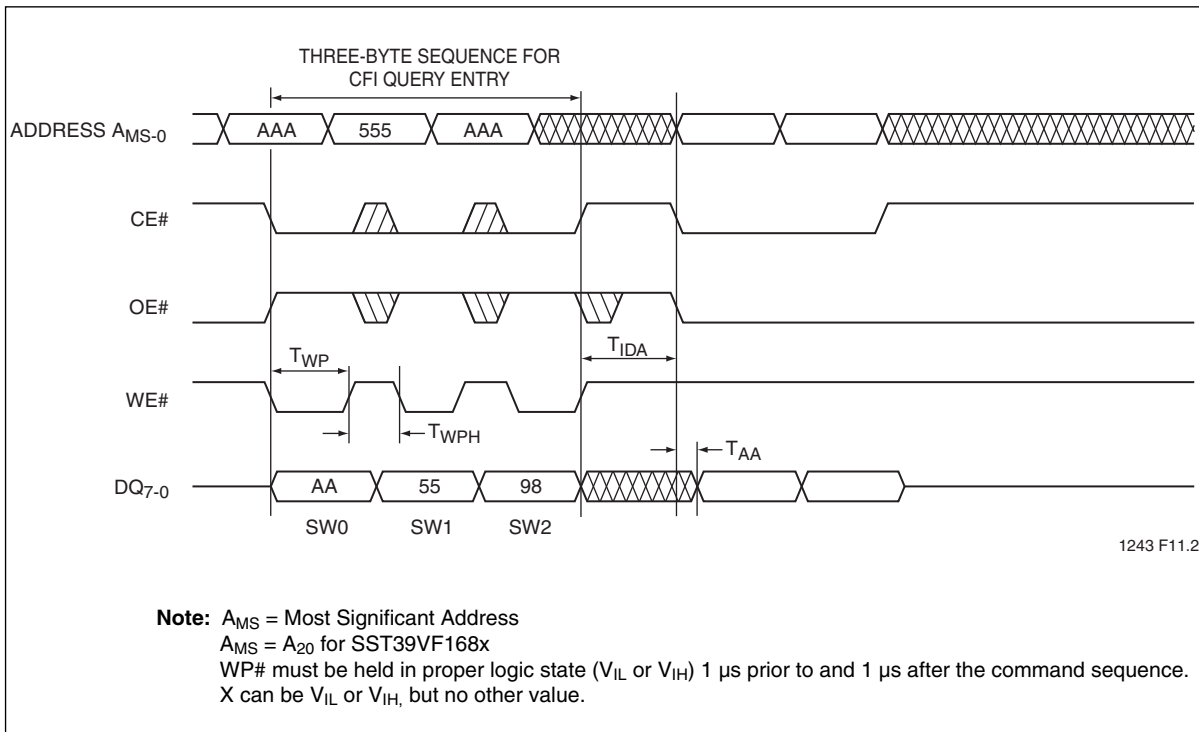 THREE-BYTE SEQUENCE FOR
CFI QUERY ENTRY
ADDRESS AMS-0
AAA 555 AAA
CE#
OE#
TWP
TIDA
WE#
TWPH
TAA
DQ7-0
AA 55 98
SW0 SW1 SW2
1243 F11.2
Note: AMS = Most Significant Address
AMS = A20 for SST39VF168x
WP# must be held in proper logic state (VIL or VIH) 1 µs prior to and 1 µs after the command sequence.
X can be VIL or VIH, but no other value.